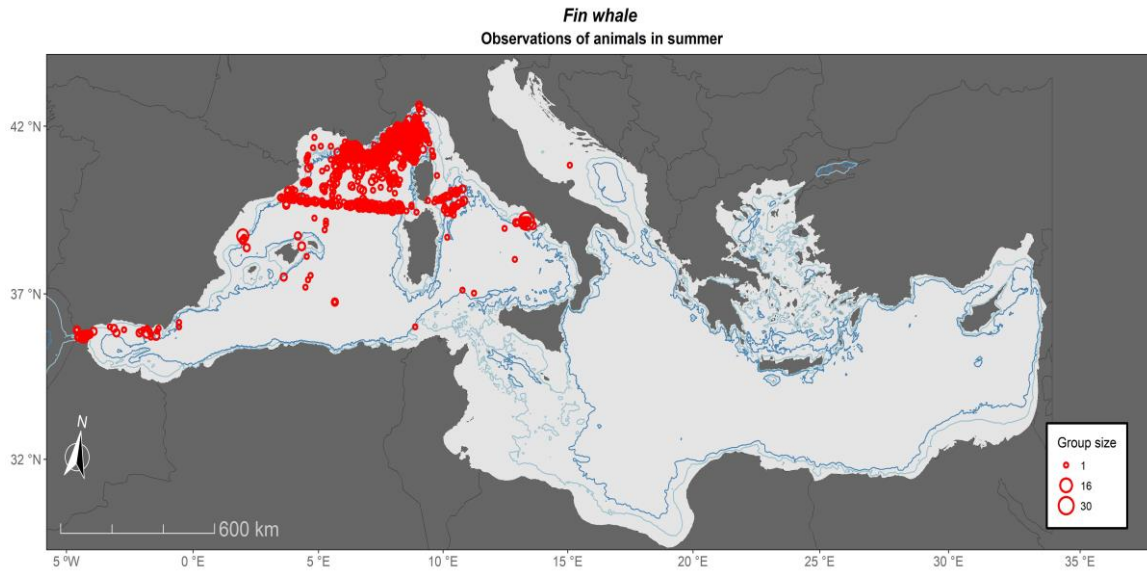 Fin whale
Observations of animals in summer
42 °N
37 °N
32 °N
N
600 km
Group size
1
16
30
5 ºW
0 °E
5 °E
10 °E
15 °E
20 °E
25 °E
30 °E
35 °E